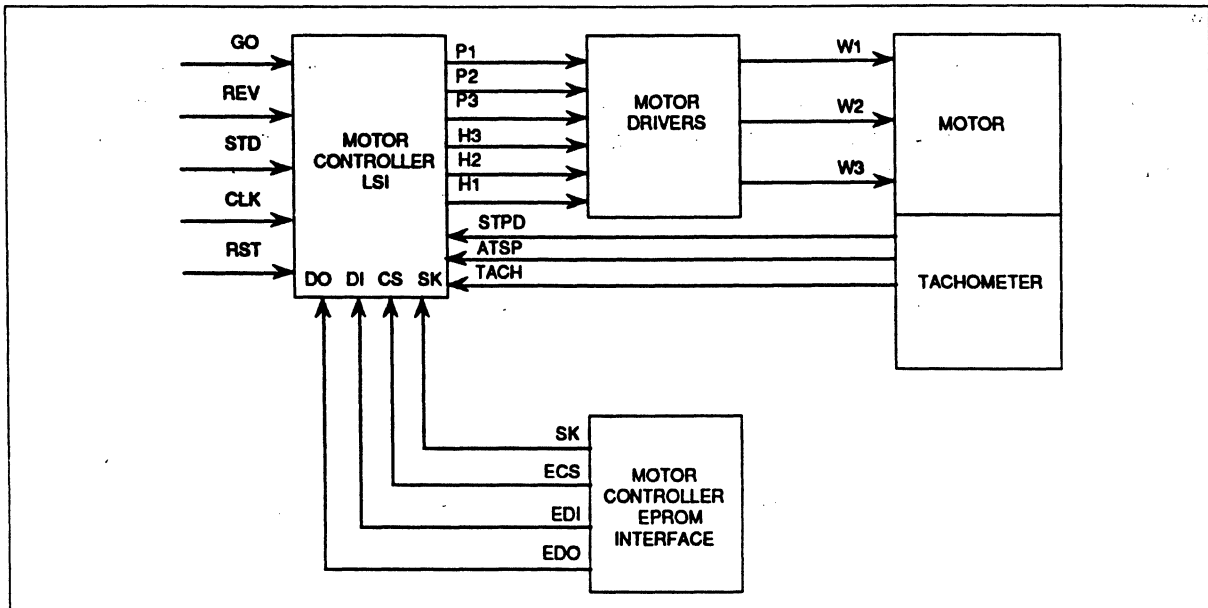 GO
REV
STD
CLK
RST
MOTOR
CONTROLLER
LSI
DO DI CS SK
P1
P2
P3
H3
H2
H1
STPD
ATSP
TACH
MOTOR
DRIVERS
W1
W2
W3
MOTOR
TACHOMETER
SK
ECS
EDI
EDO
MOTOR
CONTROLLER
EPROM
INTERFACE